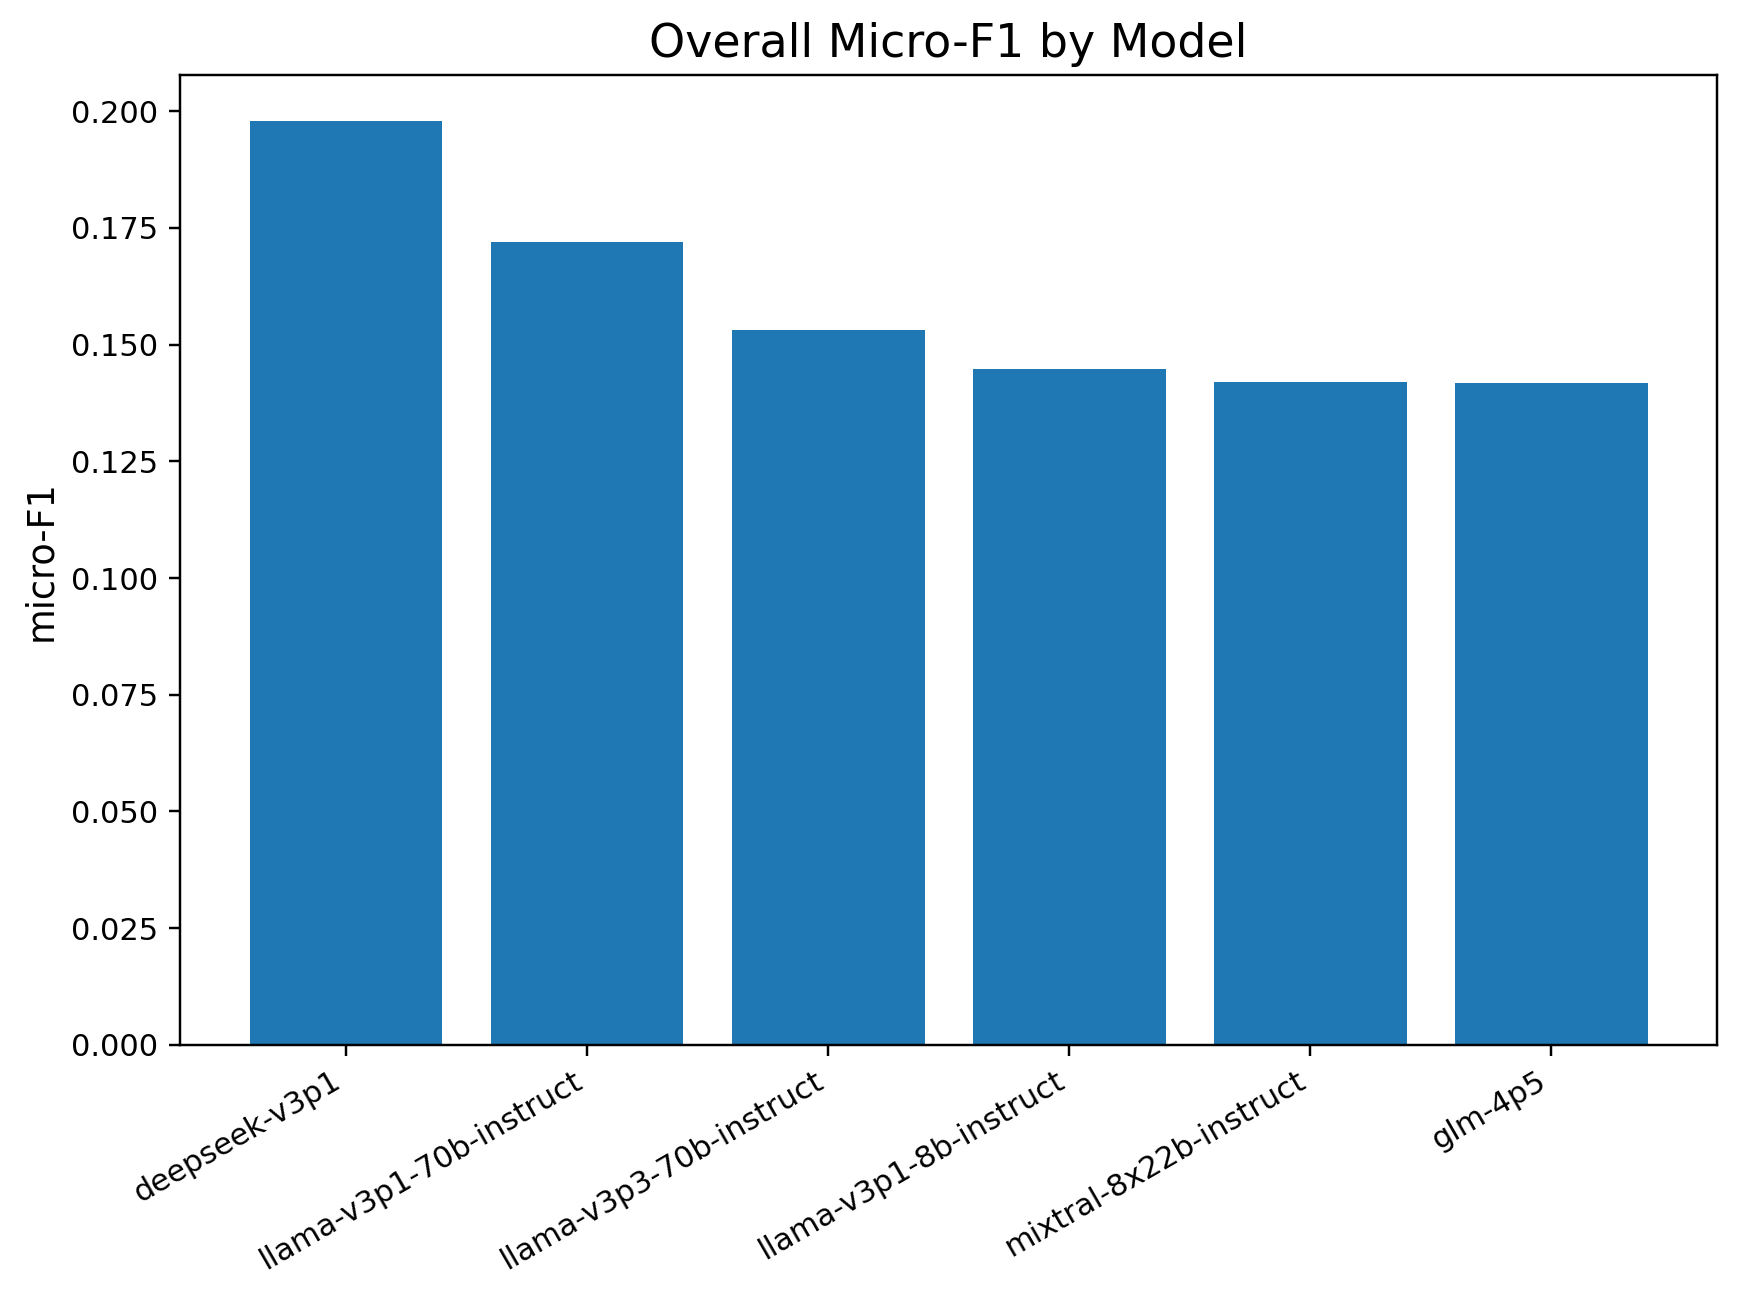 Overall Micro-F1 by Model
micro-F1
0.200
0.175
0.150
0.125
0.100
0.075
0.050
0.025
0.000
deepseek-v3p1
llama-v3p1-70b-instruct
llama-v3p3-70b-instruct
llama-v3p1-8b-instruct
mixtral-8x22b-instruct
glm-4p5